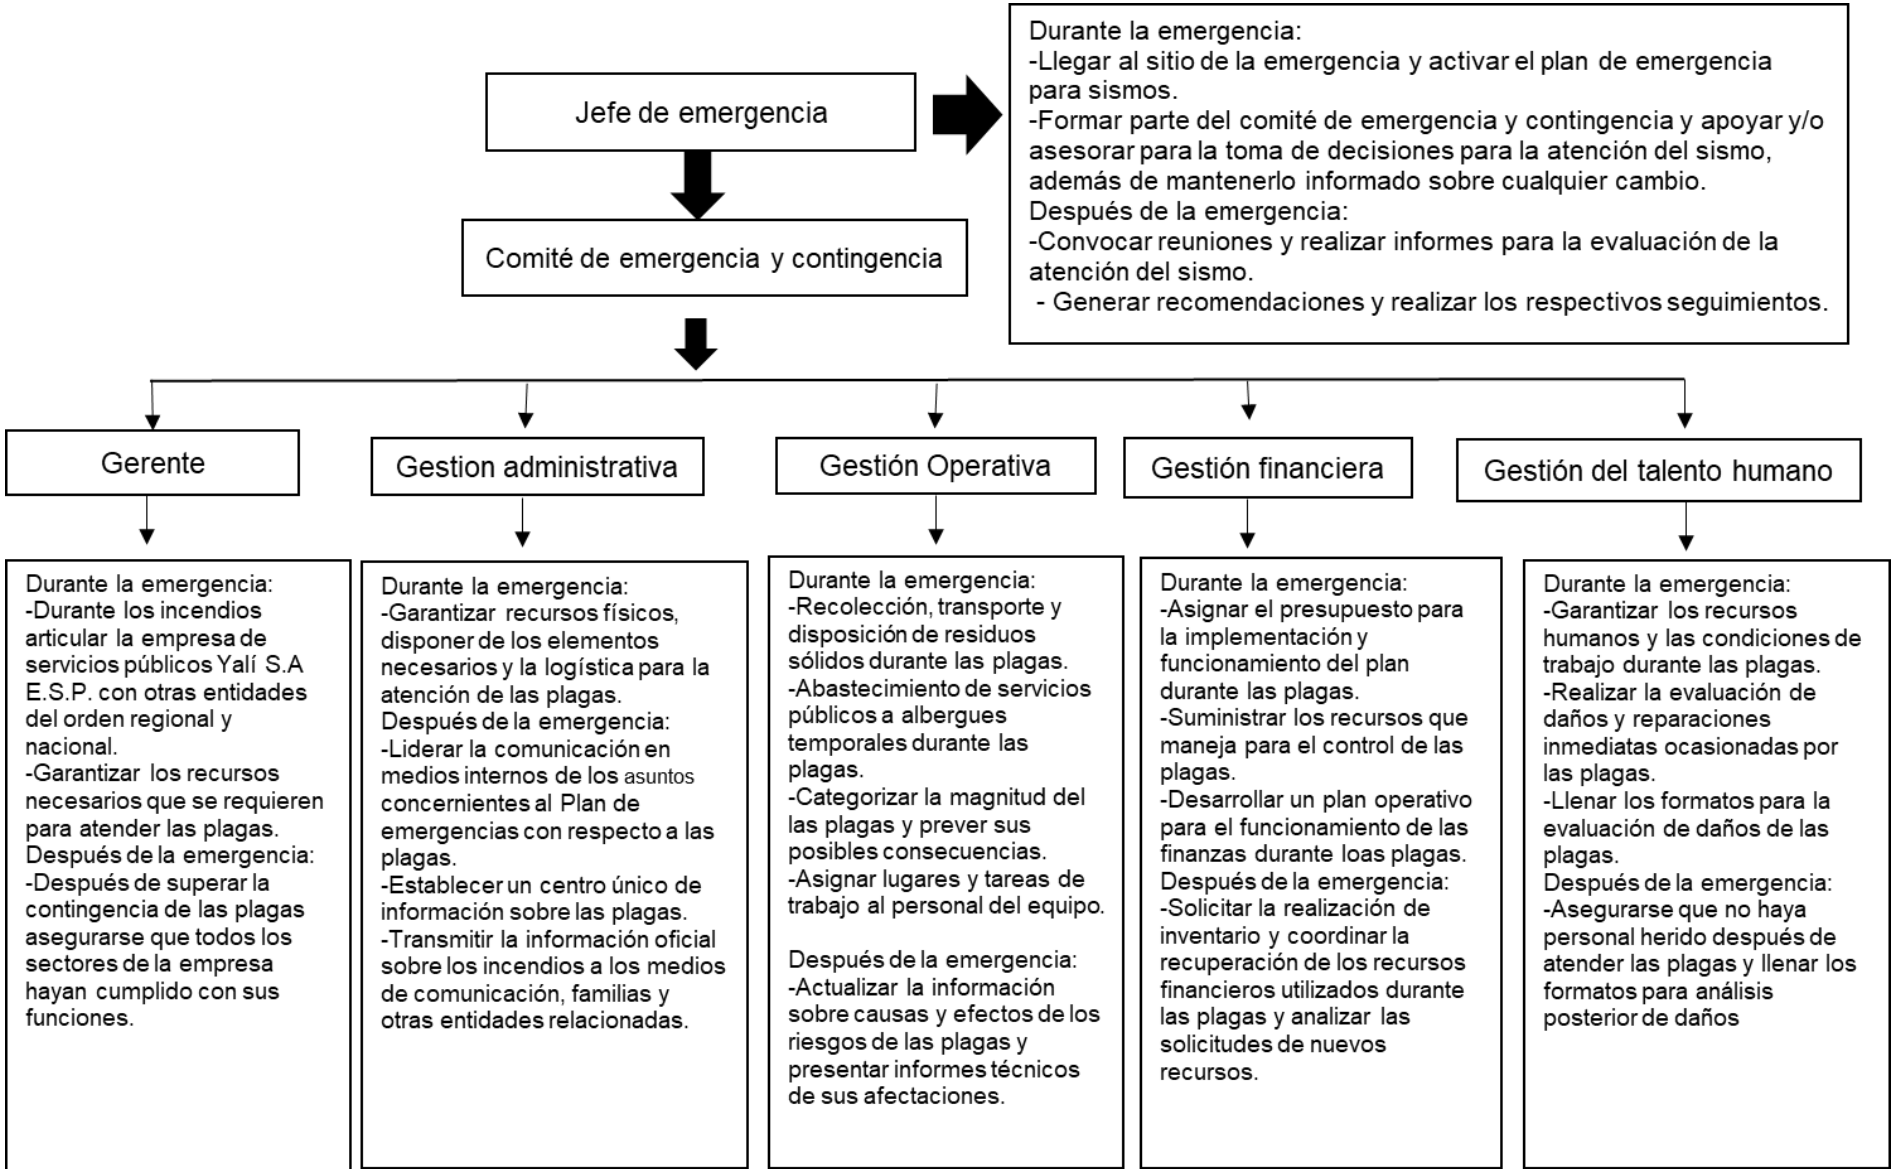 Jefe de emergencia
Durante la emergencia:
-Llegar al sitio de la emergencia y activar el plan de emergencia
para sismos.
-Formar parte del comité de emergencia y contingencia y apoyar y/o
asesorar para la toma de decisiones para la atención del sismo,
además de mantenerlo informado sobre cualquier cambio.
Después de la emergencia:
-Convocar reuniones y realizar informes para la evaluación de la
atención del sismo.
- Generar recomendaciones y realizar los respectivos seguimientos.
Comité de emergencia y contingencia
Gerente
Durante la emergencia:
-Durante los incendios
articular la empresa de
servicios públicos Yalí S.A
E.S.P. con otras entidades
del orden regional y
nacional.
-Garantizar los recursos
necesarios que se requieren
para atender las plagas.
Después de la emergencia:
-Después de superar la
contingencia de las plagas
asegurarse que todos los
sectores de la empresa
hayan cumplido con sus
funciones.
Gestion administrativa
Durante la emergencia:
-Garantizar recursos físicos,
disponer de los elementos
necesarios y la logística para la
atención de las plagas.
Después de la emergencia:
-Liderar la comunicación en
medios internos de los asuntos
concernientes al Plan de
emergencias con respecto a las
plagas.
-Establecer un centro único de
información sobre las plagas.
-Transmitir la información oficial
sobre los incendios a los medios
de comunicación, familias y
otras entidades relacionadas.
Gestión Operativa
Durante la emergencia:
-Recolección, transporte y
disposición de residuos
sólidos durante las plagas.
-Abastecimiento de servicios
públicos a albergues
temporales durante las
plagas.
-Categorizar la magnitud del
las plagas y prever sus
posibles consecuencias.
-Asignar lugares y tareas de
trabajo al personal del equipo.
Después de la emergencia:
-Actualizar la información
sobre causas y efectos de los
riesgos de las plagas y
presentar informes técnicos
de sus afectaciones.
Gestión financiera
Durante la emergencia:
-Asignar el presupuesto para
la implementación y
funcionamiento del plan
durante las plagas.
-Suministrar los recursos que
maneja para el control de las
plagas.
-Desarrollar un plan operativo
para el funcionamiento de las
finanzas durante loas plagas.
Después de la emergencia:
-Solicitar la realización de
inventario y coordinar la
recuperación de los recursos
financieros utilizados durante
las plagas y analizar las
solicitudes de nuevos
recursos.
Gestión del talento humano
Durante la emergencia:
-Garantizar los recursos
humanos y las condiciones de
trabajo durante las plagas.
-Realizar la evaluación de
daños y reparaciones
inmediatas ocasionadas por
las plagas.
-Llenar los formatos para la
evaluación de daños de las
plagas.
Después de la emergencia:
-Asegurarse que no haya
personal herido después de
atender las plagas y llenar los
formatos para análisis
posterior de daños